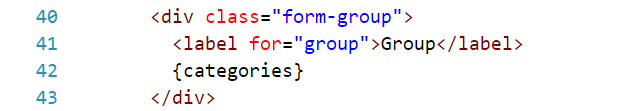 40 <div class="form-group">
41 <label for="group">Group</label>
42 {categories}
43 </div>